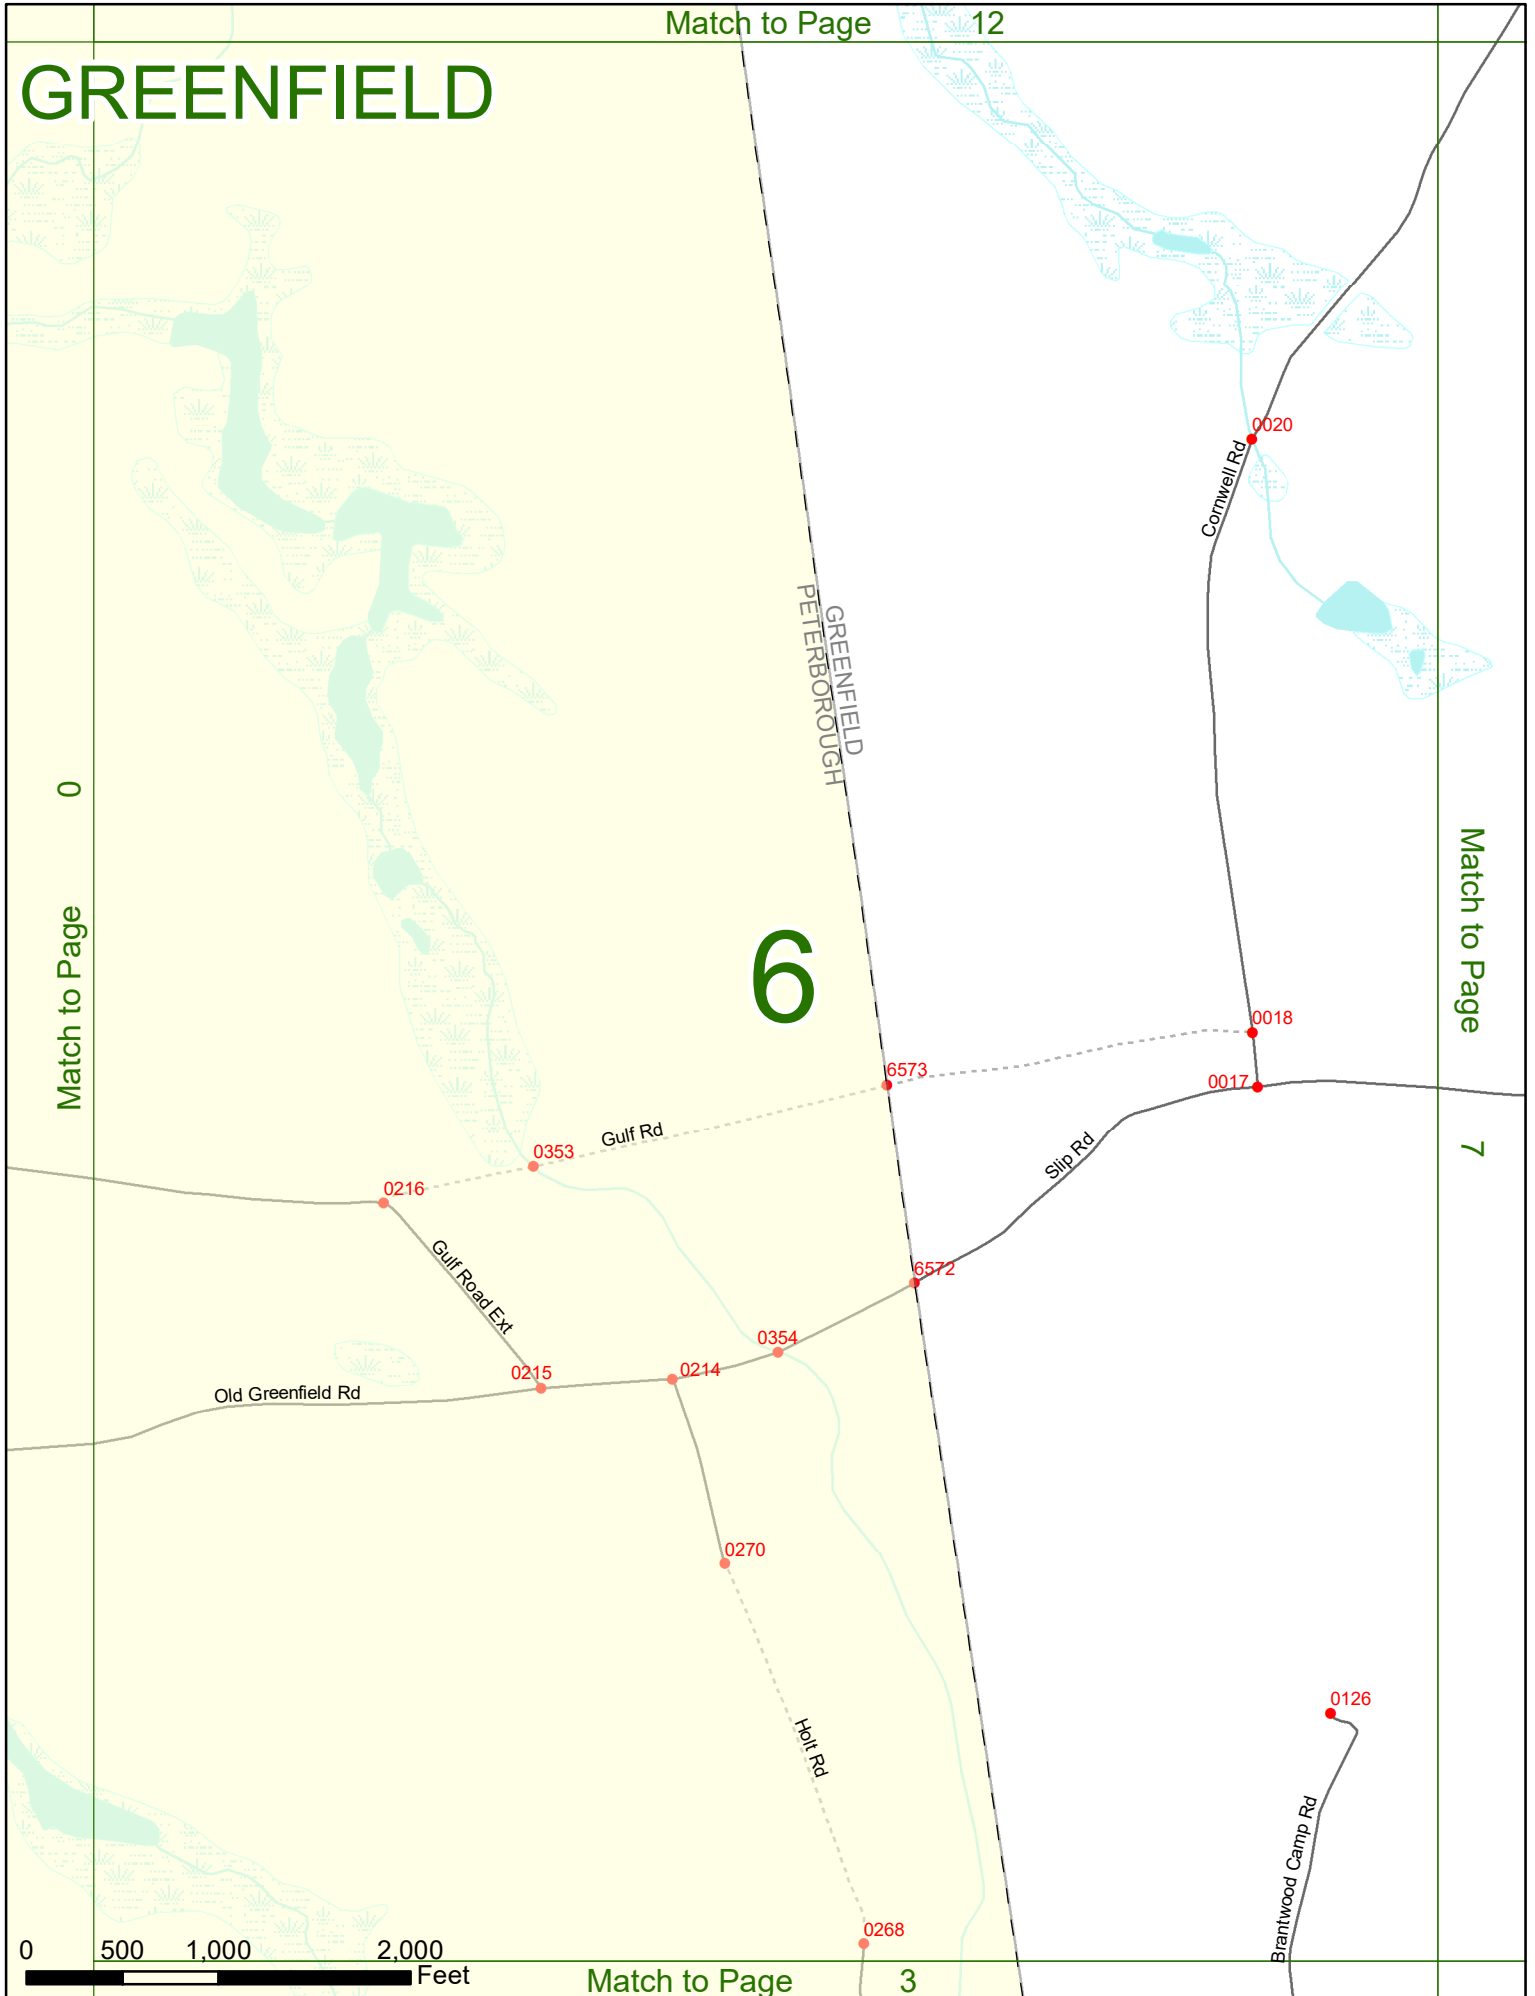 Match to Page 12
GREENFIELD
0020
Cornwell Rd
GREENFIELD
PETERBOROUGH
Match to Page 0
Match to Page 7
6
0018
6573
0017
Gulf Rd
0353
Slip Rd
0216
Gulf Road Ext
6572
0354
0215
0214
Old Greenfield Rd
0270
Holt Rd
0126
Brantwood Camp Rd
0268
0 500 1,000 2,000
Feet
Match to Page 3